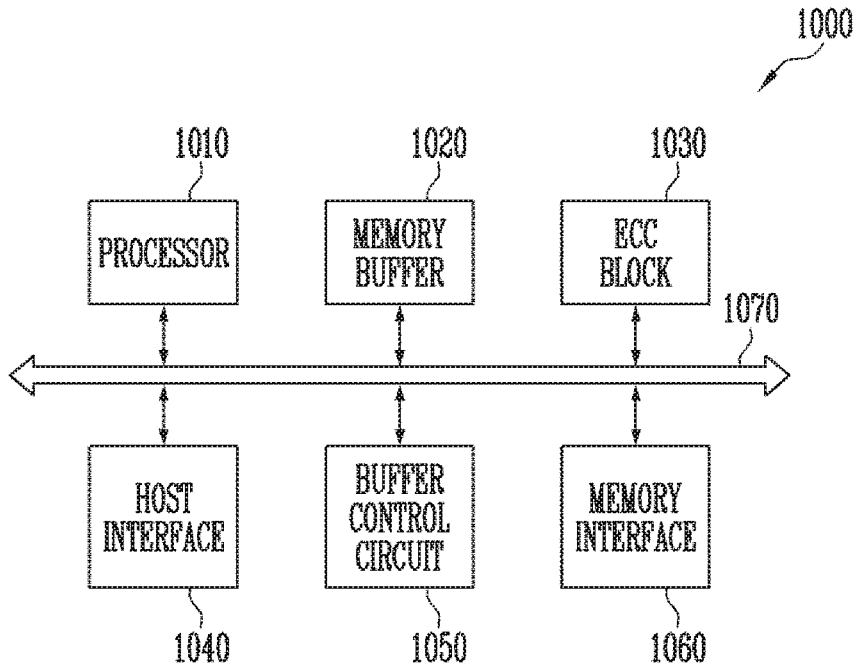 1000
1010
1020
1030
PROCESSOR
MEMORY
BUFFER
ECC
BLOCK
1070
HOST
INTERFACE
BUFFER
CONTROL
CIRCUIT
MEMORY
INTERFACE
1040
1050
1060